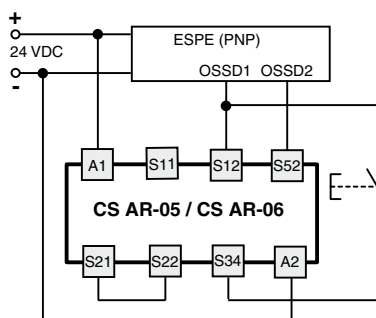 +
24 VDC
-
ESPE (PNP)
OSSD1 OSSD2
A1 S11 S12 S52
CS AR-05 / CS AR-06
S21 S22 S34 A2